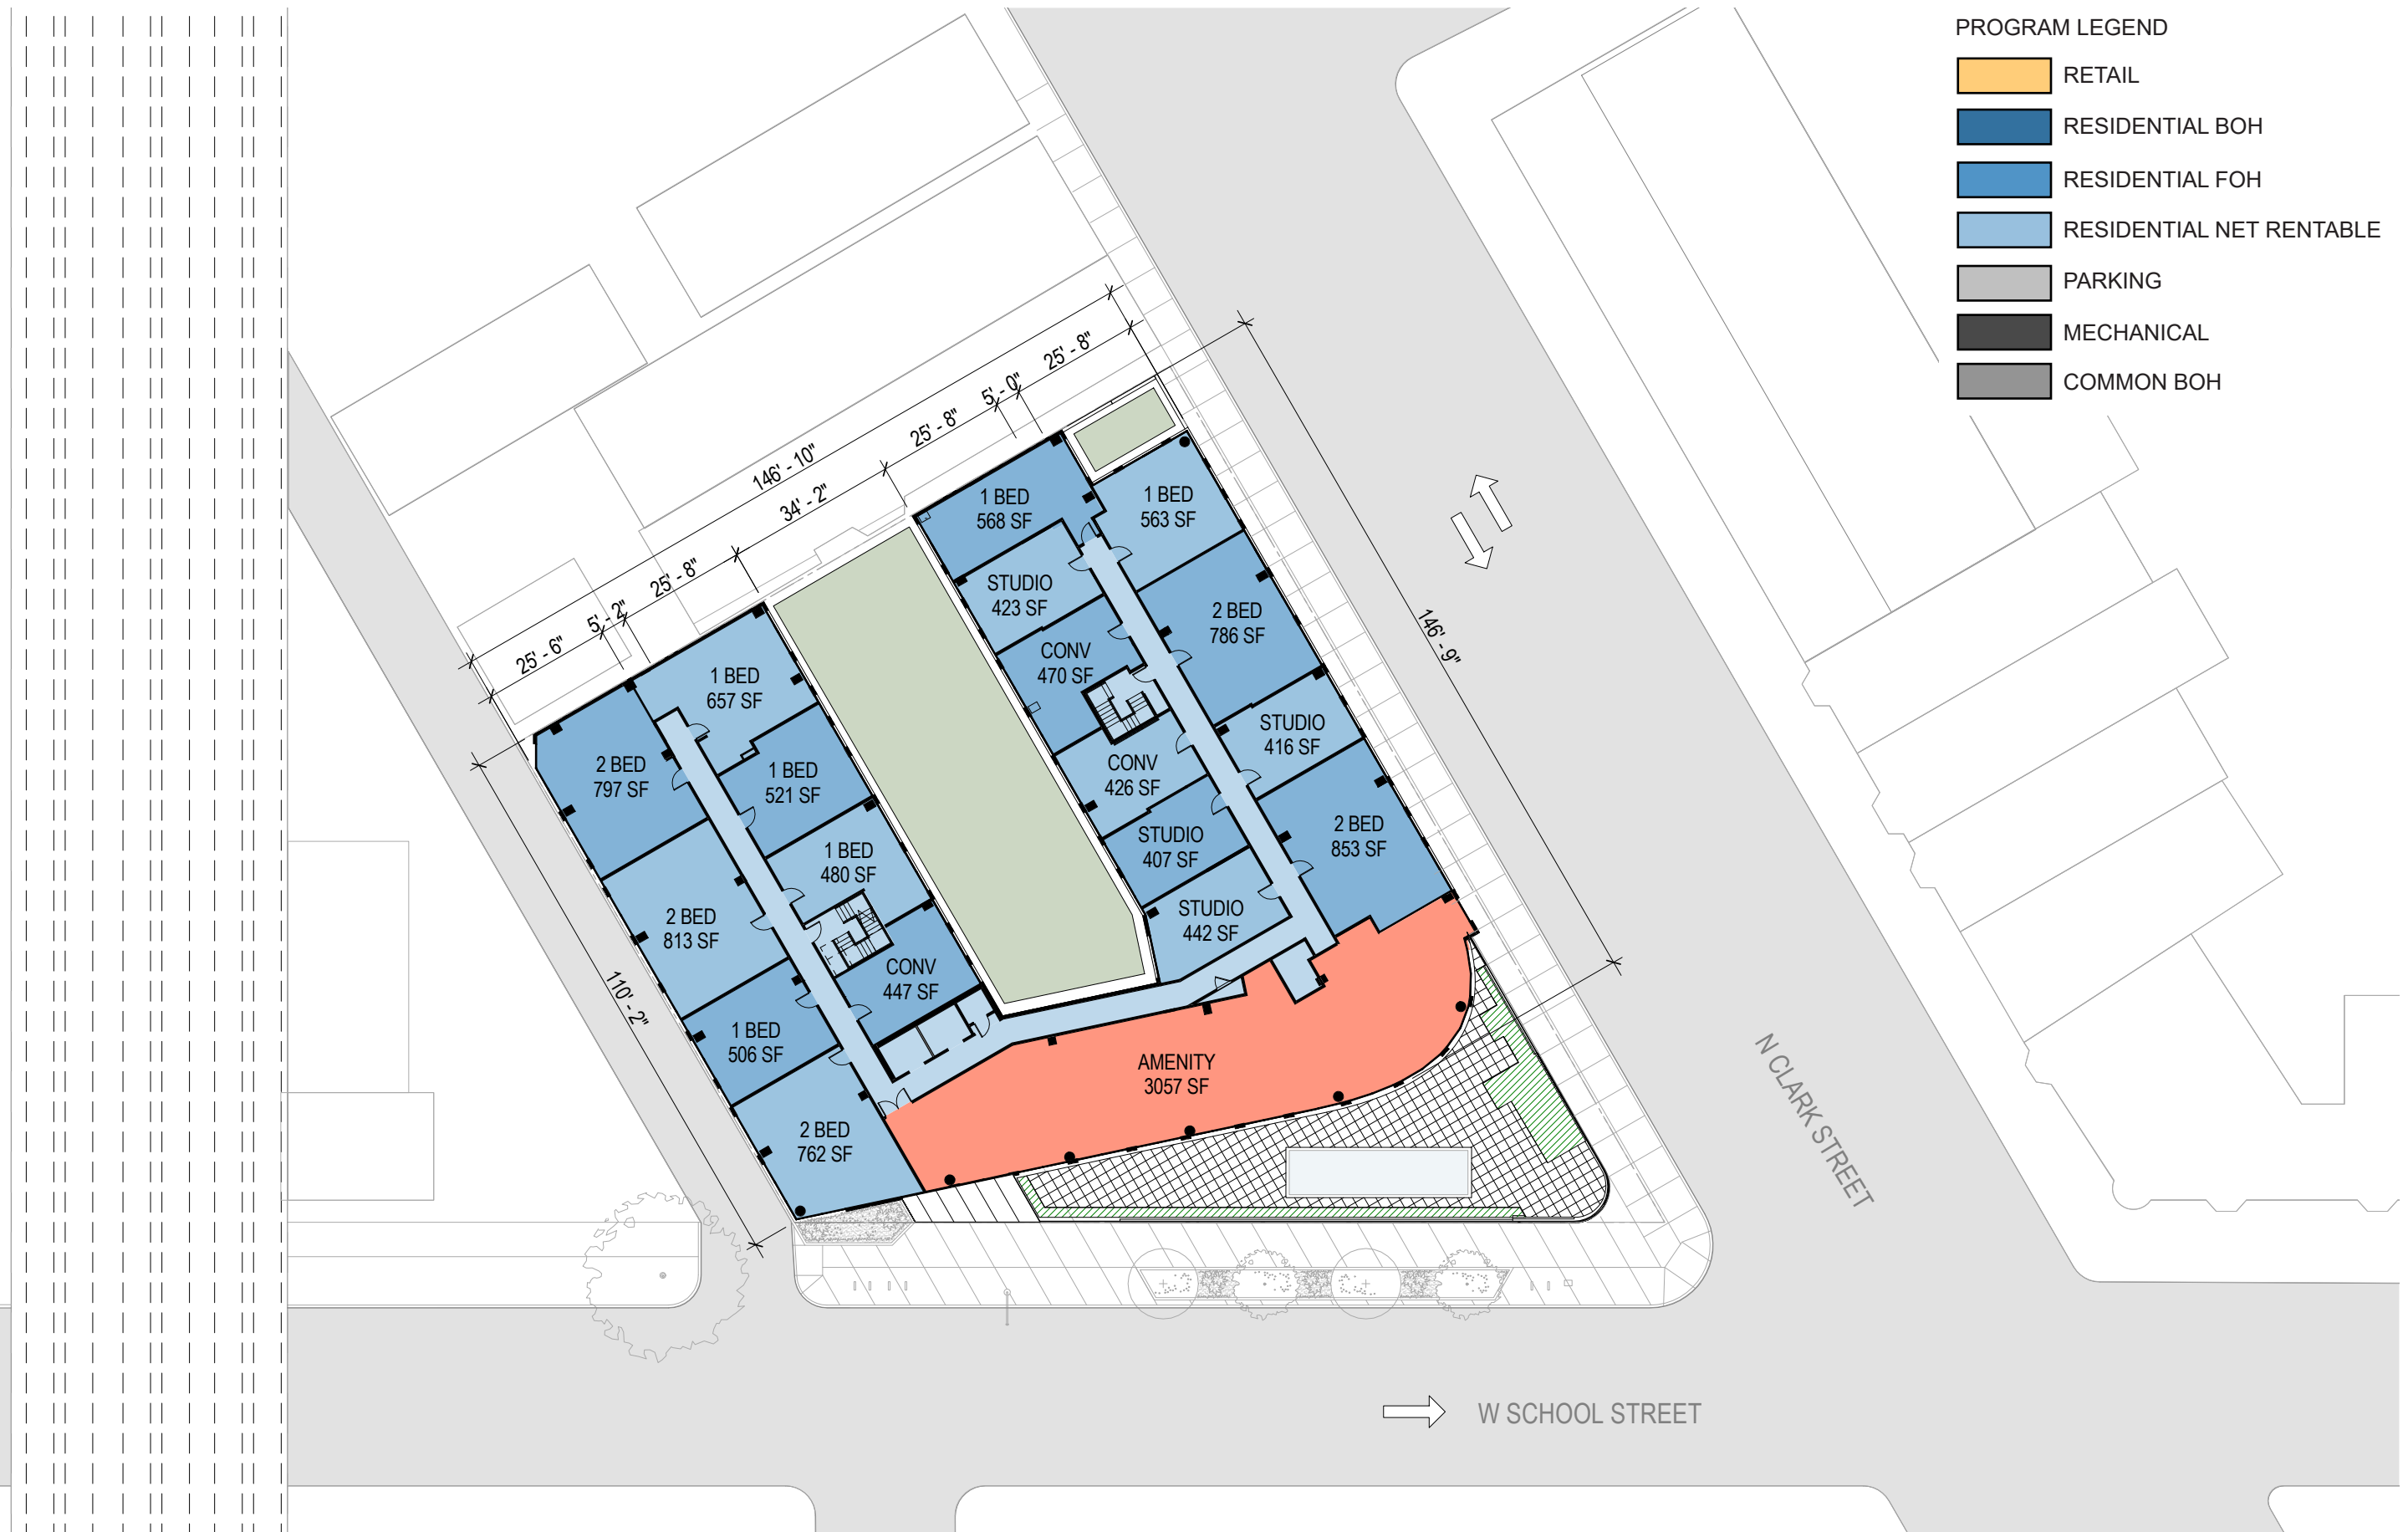 PROGRAM LEGEND
RETAIL
RESIDENTIAL BOH
RESIDENTIAL FOH
RESIDENTIAL NET RENTABLE
PARKING
MECHANICAL
COMMON BOH
146' - 10"
25' - 6"
5' - 2"
25' - 8"
34' - 2"
25' - 8"
5' - 0"
25' - 8"
146' - 9"
110' - 2"
1 BED
568 SF
1 BED
563 SF
STUDIO
423 SF
2 BED
786 SF
CONV
470 SF
1 BED
657 SF
STUDIO
416 SF
2 BED
797 SF
1 BED
521 SF
CONV
426 SF
2 BED
853 SF
STUDIO
407 SF
1 BED
480 SF
2 BED
813 SF
STUDIO
442 SF
CONV
447 SF
1 BED
506 SF
AMENITY
3057 SF
2 BED
762 SF
N CLARK STREET
W SCHOOL STREET